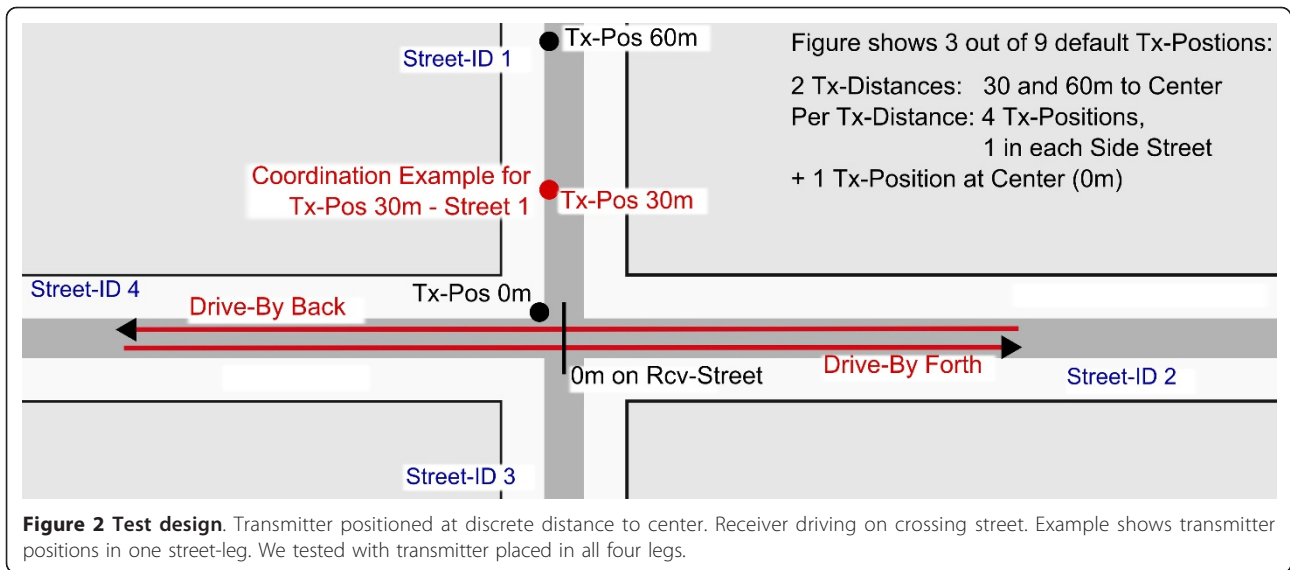 Street-ID 1
Tx-Pos 60m
Figure shows 3 out of 9 default Tx-Postions:
2 Tx-Distances: 30 and 60m to Center
Per Tx-Distance: 4 Tx-Positions,
1 in each Side Street
+ 1 Tx-Position at Center (0m)
Coordination Example for
Tx-Pos 30m - Street 1
Tx-Pos 30m
Street-ID 4
Tx-Pos 0m
Drive-By Back
0m on Rcv-Street
Drive-By Forth
Street-ID 2
Street-ID 3
Figure 2 Test design. Transmitter positioned at discrete distance to center. Receiver driving on crossing street. Example shows transmitter
positions in one street-leg. We tested with transmitter placed in all four legs.